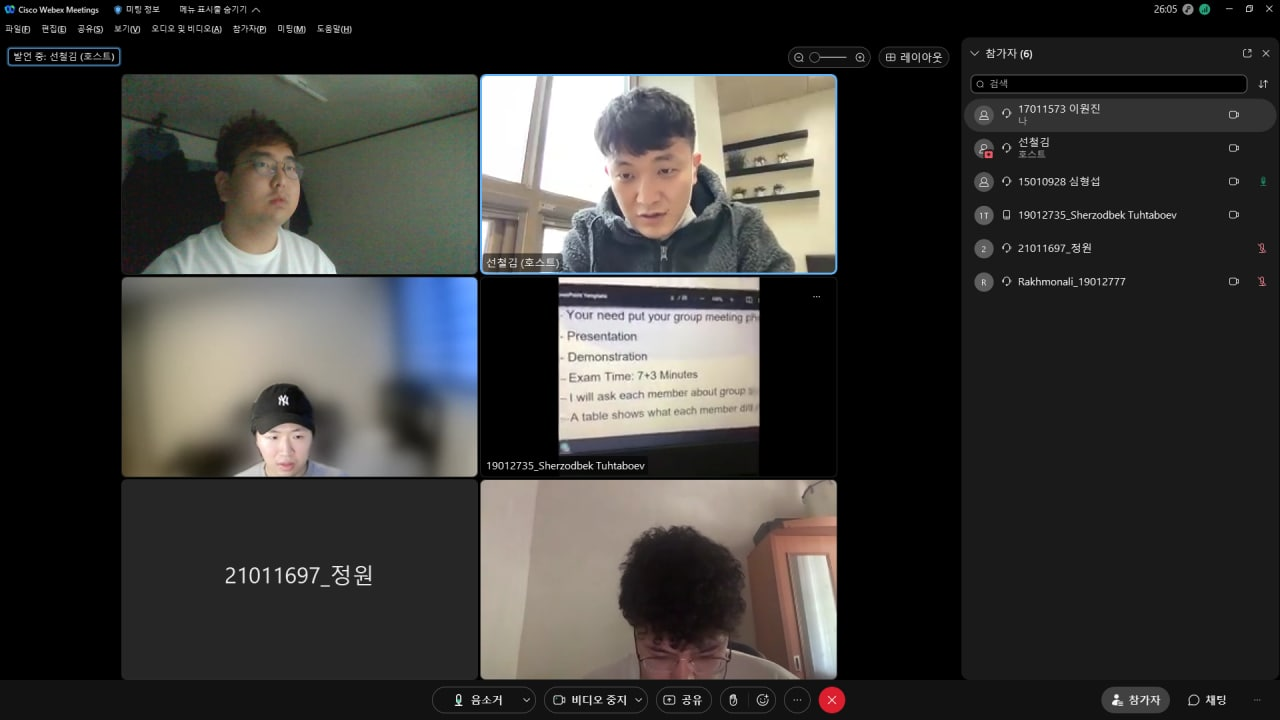 Cisco Webex Meetings 미팅 정보 메뉴 표시줄 숨기기 26:05
파일(F) 편집(E) 공유(S) 보기(V) 오디오 및 비디오(A) 참가자(P) 미팅(M) 도움말(H)
발언 중: 선철김 (호스트)
레이아웃
참가자 (6)
검색
17011573 이원진
나
선철김
호스트
15010928 심형섭
1T 19012735_Sherzodbek Tuhtaboev
2 21011697_정원
R Rakhmonali_19012777
선철김 (호스트)
NY
PowerPoint Template
- Your need put your group meeting
- Presentation
- Demonstration
- Exam Time: 7+3 Minutes
- I will ask each member about group
- A table shows what each member
19012735_Sherzodbek Tuhtaboev
21011697_정원
음소거 비디오 중지 공유 참가자 채팅